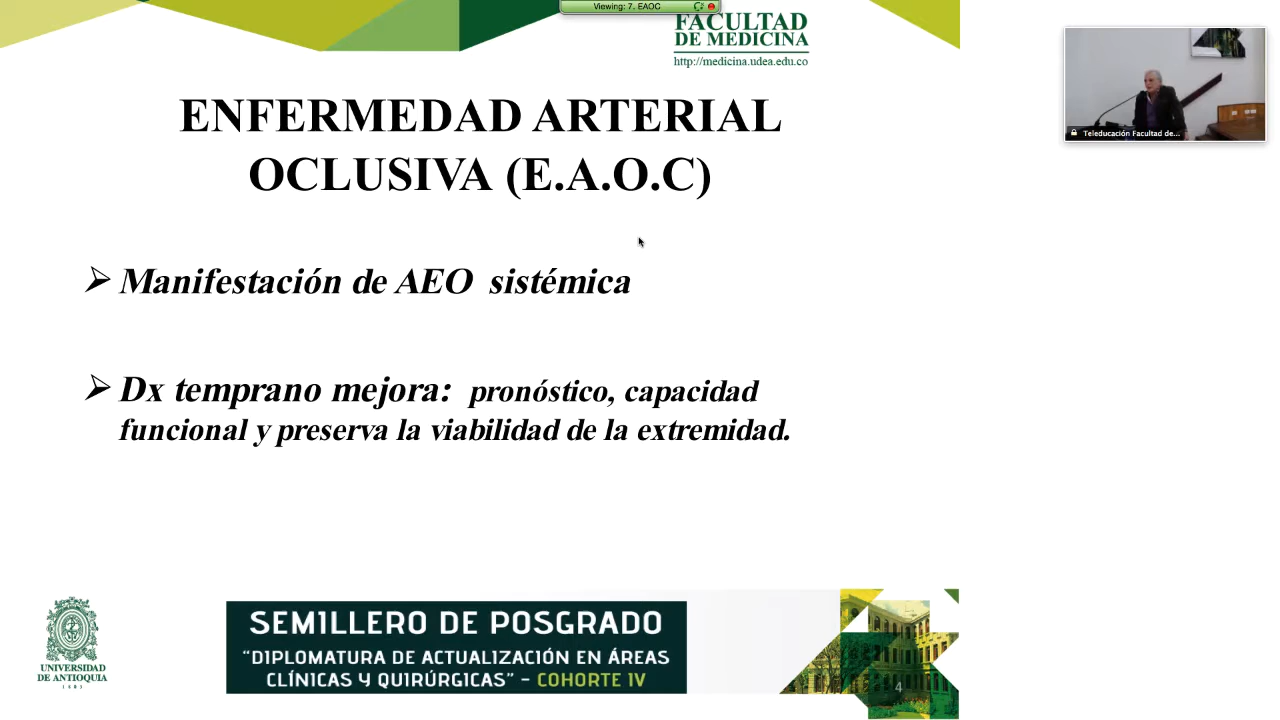 Viewing: 7. EAOC
FACULTAD
DE MEDICINA
http://medicina.udea.edu.co
Teleducación Facultad de...
ENFERMEDAD ARTERIAL
OCLUSIVA (E.A.O.C)
Manifestación de AEO sistémica
Dx temprano mejora: pronóstico, capacidad
funcional y preserva la viabilidad de la extremidad.
UNIVERSIDAD
DE ANTIOQUIA
1803
SEMILLERO DE POSGRADO
“DIPLOMATURA DE ACTUALIZACIÓN EN ÁREAS
CLÍNICAS Y QUIRÚRGICAS” - COHORTE IV
4